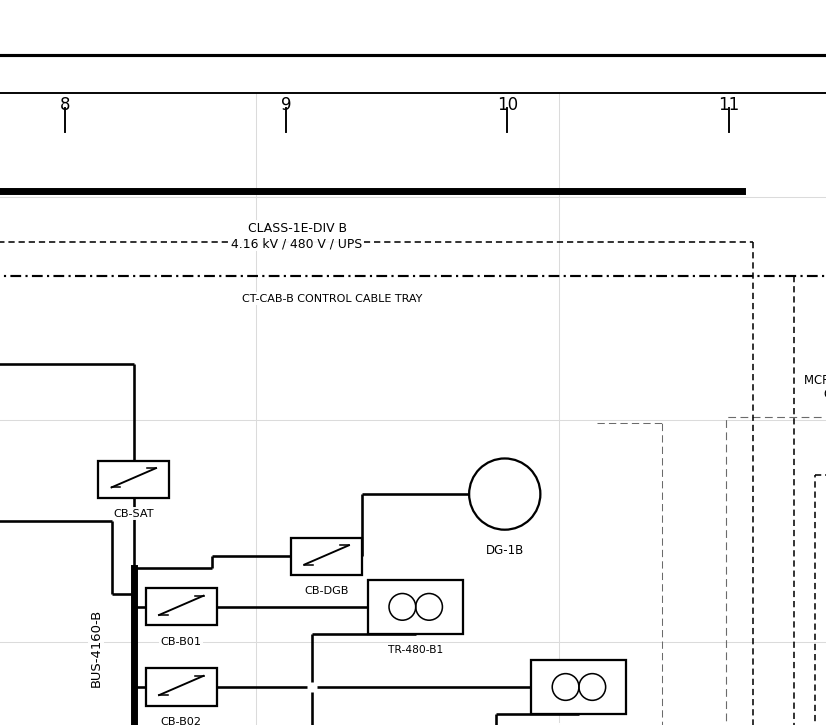 8
9
10
11
CLASS-1E-DIV B
4.16 kV / 480 V / UPS
CT-CAB-B CONTROL CABLE TRAY
CB-SAT
DG-1B
CB-DGB
CB-B01
TR-480-B1
BUS-4160-B
CB-B02